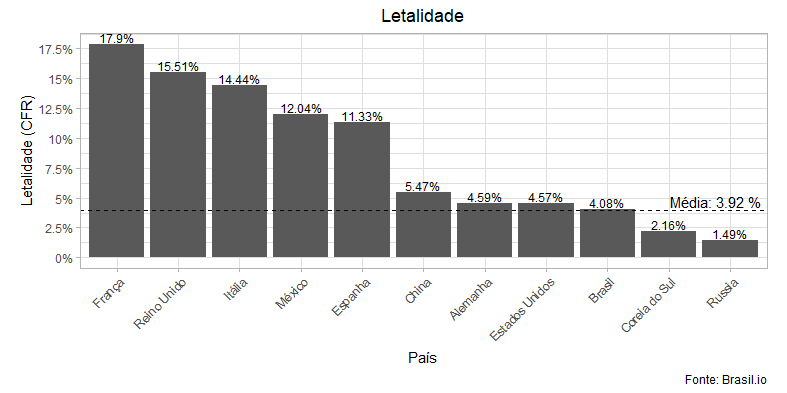 Letalidade
Letalidade (CFR)
17.5%
15%
12.5%
10%
7.5%
5%
2.5%
0%
17.9%
15.51%
14.44%
12.04%
11.33%
5.47%
4.59%
4.57%
4.08%
2.16%
1.49%
Média: 3.92 %
França
Reino Unido
Itália
México
Espanha
China
Alemanha
Estados Unidos
Brasil
Coreia do Sul
Russia
País
Fonte: Brasil.io